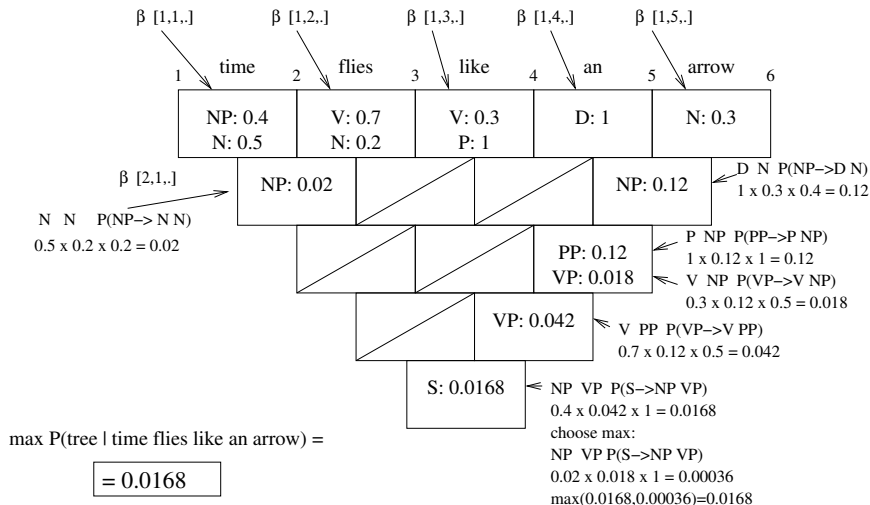 β [1,1,.] β [1,2,.] β [1,3,.] β [1,4,.] β [1,5,.]
time flies like an arrow
1 2 3 4 5 6
NP: 0.4 V: 0.7 V: 0.3 D: 1 N: 0.3
N: 0.5 N: 0.2 P: 1
β [2,1,.] NP: 0.02 NP: 0.12 D N P(NP->D N)
1 x 0.3 x 0.4 = 0.12
N N P(NP-> N N)
0.5 x 0.2 x 0.2 = 0.02
PP: 0.12 P NP P(PP->P NP)
1 x 0.12 x 1 = 0.12
VP: 0.018 V NP P(VP->V NP)
0.3 x 0.12 x 0.5 = 0.018
VP: 0.042 V PP P(VP->V PP)
0.7 x 0.12 x 0.5 = 0.042
S: 0.0168 NP VP P(S->NP VP)
0.4 x 0.042 x 1 = 0.0168
choose max:
NP VP P(S->NP VP)
0.02 x 0.018 x 1 = 0.00036
max(0.0168,0.00036)=0.0168
max P(tree | time flies like an arrow) =
= 0.0168